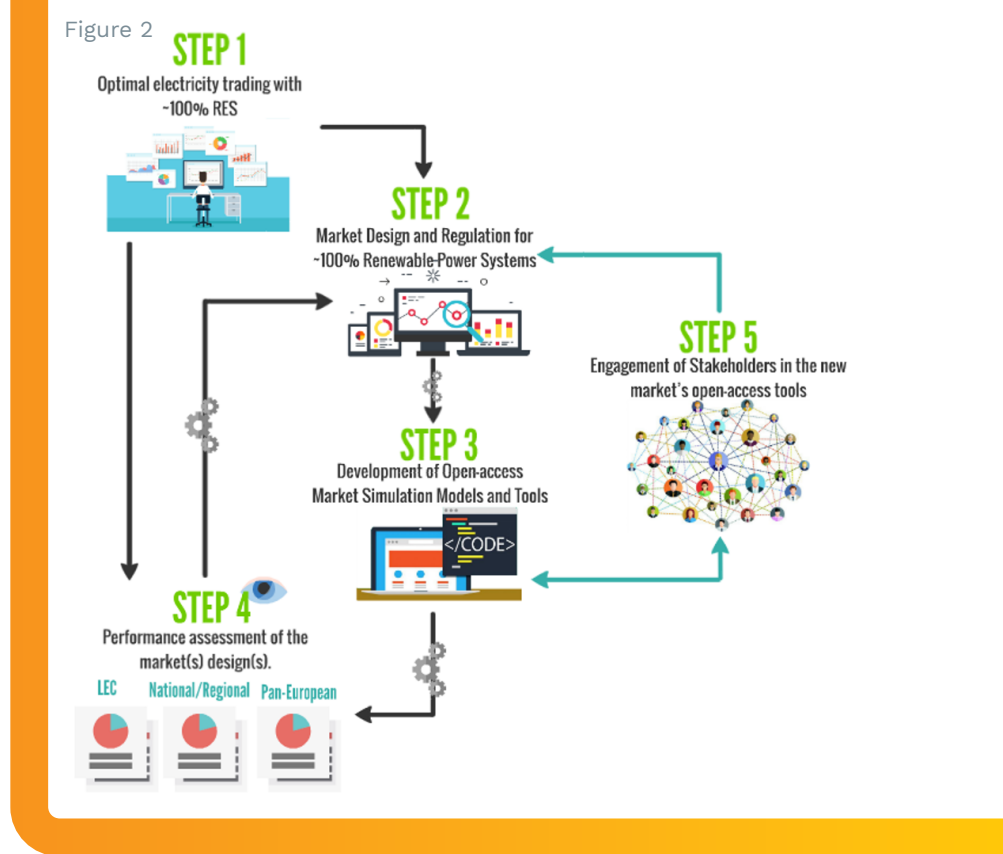 Figure 2
STEP 1
Optimal electricity trading with
~100% RES
STEP 2
Market Design and Regulation for
~100% Renewable Power Systems
STEP 3
Development of Open-access
Market Simulation Models and Tools
</CODE>
STEP 4
Performance assessment of the
market(s) design(s).
LEC
National/Regional
Pan-European
STEP 5
Engagement of Stakeholders in the new
market's open-access tools